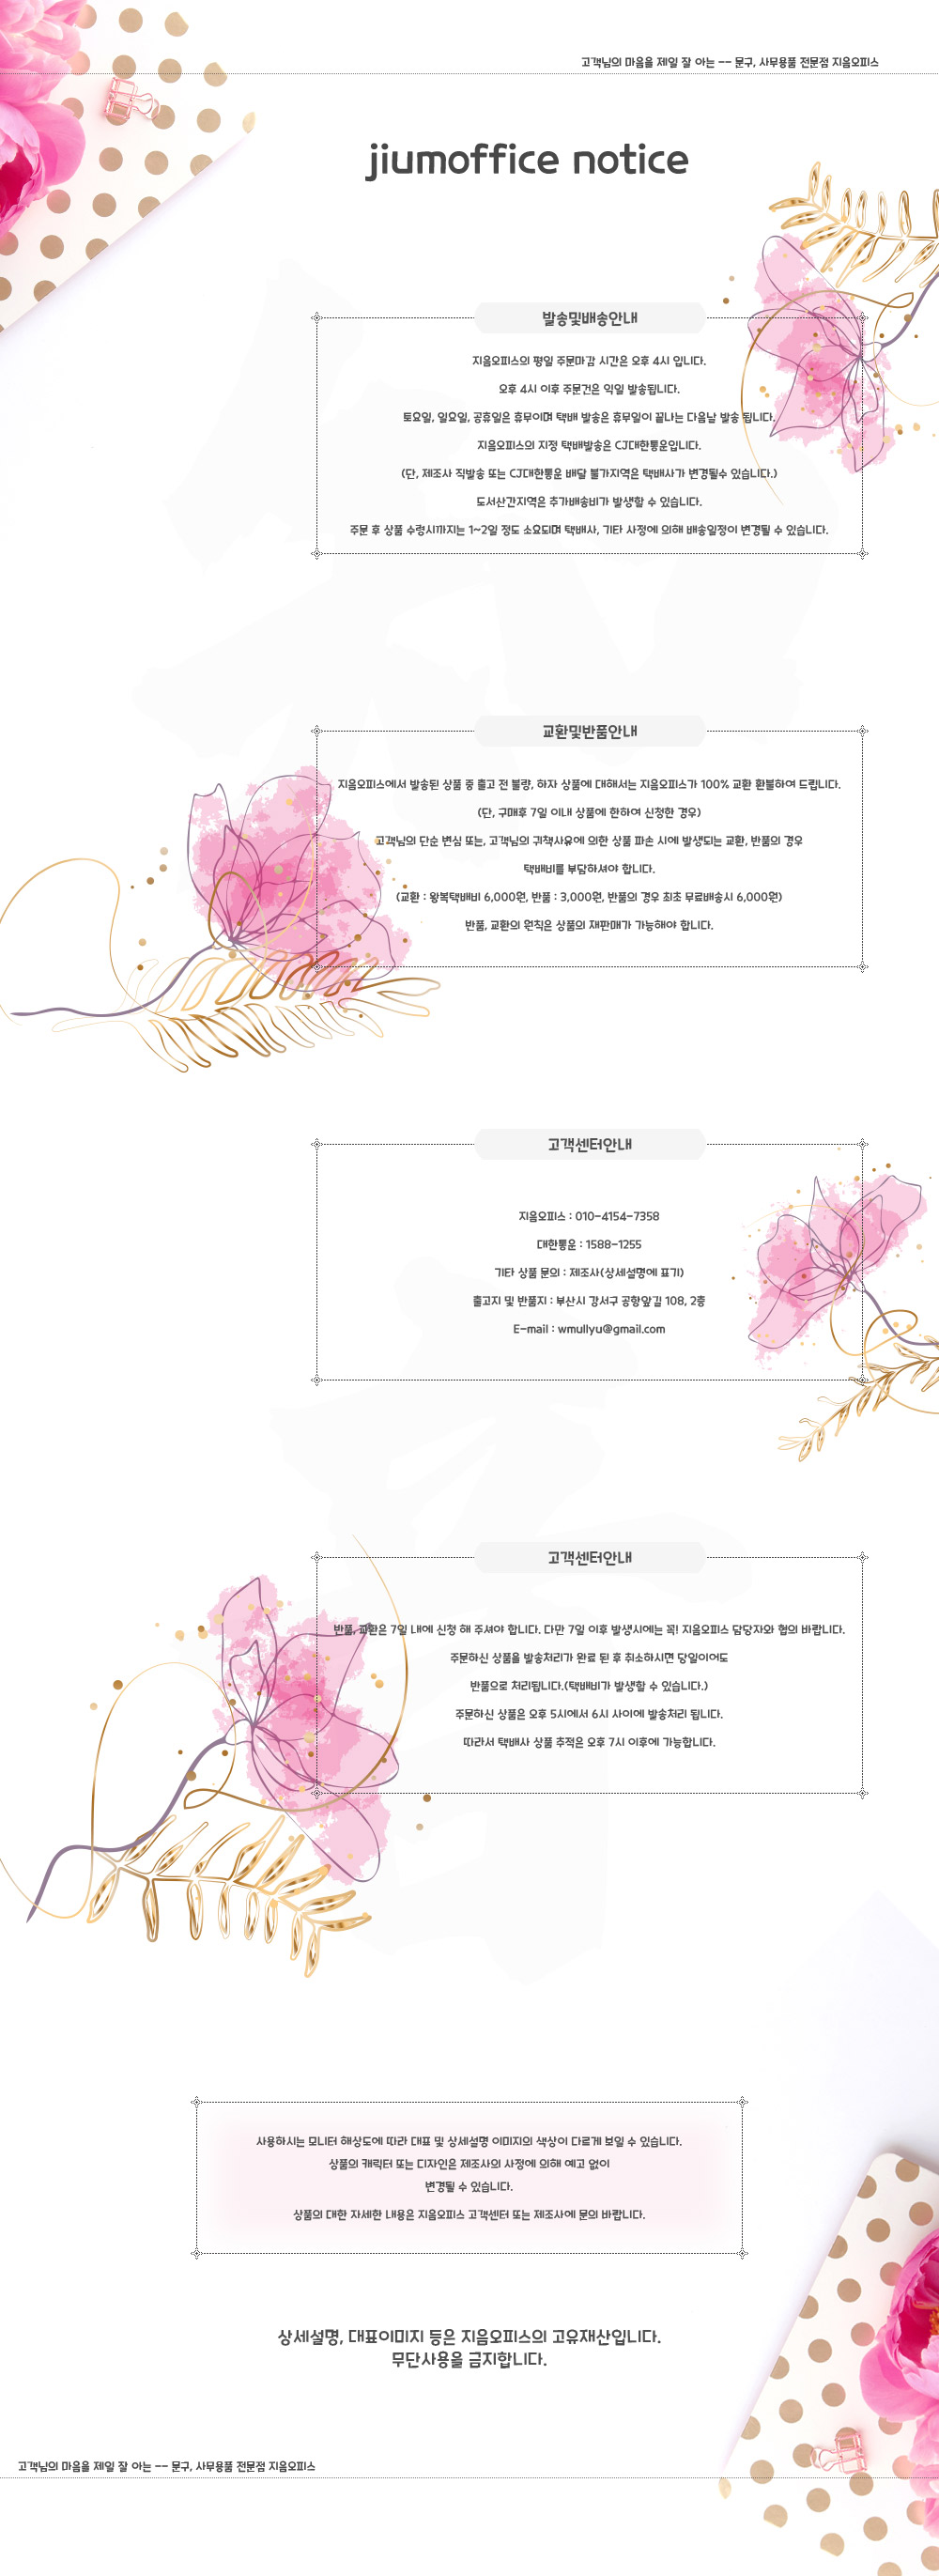 고객님의 마음을 제일 잘 아는 -- 문구, 사무용품 전문점 지음오피스
jiumoffice notice
발송및배송안내
지음오피스의 평일 주문마감 시간은 오후 4시 입니다.
오후 4시 이후 주문건은 익일 발송됩니다.
토요일, 일요일, 공휴일은 휴무이며 택배 발송은 휴무일이 끝나는 다음날 발송 됩니다.
지음오피스의 지정 택배발송은 CJ대한통운입니다.
(단, 제조사 직발송 또는 CJ대한통운 배달 불가지역은 택배사가 변경될수 있습니다.)
도서산간지역은 추가배송비가 발생할 수 있습니다.
주문 후 상품 수령시까지는 1~2일 정도 소요되며 택배사, 기타 사정에 의해 배송일정이 변경될 수 있습니다.
교환및반품안내
지음오피스에서 발송된 상품 중 출고 전 불량, 하자 상품에 대해서는 지음오피스가 100% 교환 환불하여 드립니다.
(단, 구매후 7일 이내 상품에 한하여 신청한 경우)
고객님의 단순 변심 또는, 고객님의 귀책사유에 의한 상품 파손 시에 발생되는 교환, 반품의 경우
택배비를 부담하셔야 합니다.
(교환 : 왕복택배비 6,000원, 반품 : 3,000원, 반품의 경우 최초 무료배송시 6,000원)
반품, 교환의 원칙은 상품의 재판매가 가능해야 합니다.
고객센터안내
지음오피스 : 010-4154-7358
대한통운 : 1588-1255
기타 상품 문의 : 제조사(상세설명에 표기)
출고지 및 반품지 : 부산시 강서구 공항앞길 108, 2층
E-mail : wmullyu@gmail.com
고객센터안내
반품, 교환은 7일 내에 신청 해 주셔야 합니다. 다만 7일 이후 발생시에는 꼭! 지음오피스 담당자와 협의 바랍니다.
주문하신 상품을 발송처리가 완료 된 후 취소하시면 당일이어도
반품으로 처리됩니다.(택배비가 발생할 수 있습니다.)
주문하신 상품은 오후 5시에서 6시 사이에 발송처리 됩니다.
따라서 택배사 상품 추적은 오후 7시 이후에 가능합니다.
사용하시는 모니터 해상도에 따라 대표 및 상세설명 이미지의 색상이 다르게 보일 수 있습니다.
상품의 캐릭터 또는 디자인은 제조사의 사정에 의해 예고 없이
변경될 수 있습니다.
상품의 대한 자세한 내용은 지음오피스 고객센터 또는 제조사에 문의 바랍니다.
상세설명, 대표이미지 등은 지음오피스의 고유재산입니다.
무단사용을 금지합니다.
고객님의 마음을 제일 잘 아는 -- 문구, 사무용품 전문점 지음오피스